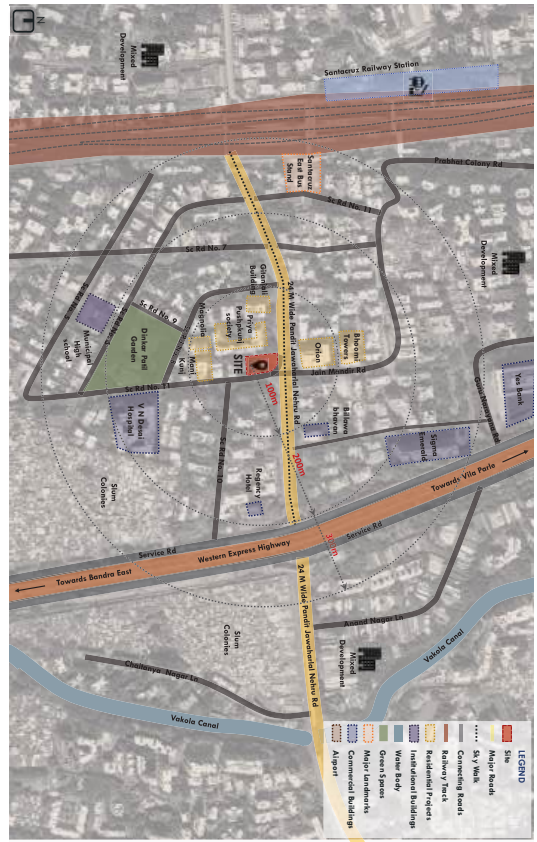 N
Mixed
Development
Santacruz Railway Station
Santacruz
East Bus
Stand
Prabhat Colony Rd
Sc Rd No. 11
Sc Rd No. 7
Mixed
Development
Gitanjali
Building
24 M Wide Pandit Jawaharlal Nehru Rd
Priya
Pushpkunj
society
Magnolia
Mani
Kunj
Bhoomi
Towers
Orion
SITE
Jain Mandir Rd
Sc Rd No. 9
Dinkar Patil
Garden
Municipal
High
school
Sc Rd No. 11
V N Desai
Hospital
Sc Rd No. 10
100m
200m
300m
Billawa
bhavan
Sigma
Emerald
Yes Bank
Regency
Hotel
Slum
Colonies
Service Rd
Service Rd
Western Express Highway
Towards Vila Parle
Towards Bandra East
24 M Wide Pandit Jawaharlal Nehru Rd
Anand Nagar Ln
Slum
Colonies
Mixed
Development
Vakola Canal
Chaitanya Nagar Ln
Vakola Canal
LEGEND
Site
Major Roads
Sky Walk
Connecting Roads
Railway Track
Residential Projects
Institutional Buildings
Water Body
Green Spaces
Major Landmarks
Commercial Buildings
Airport